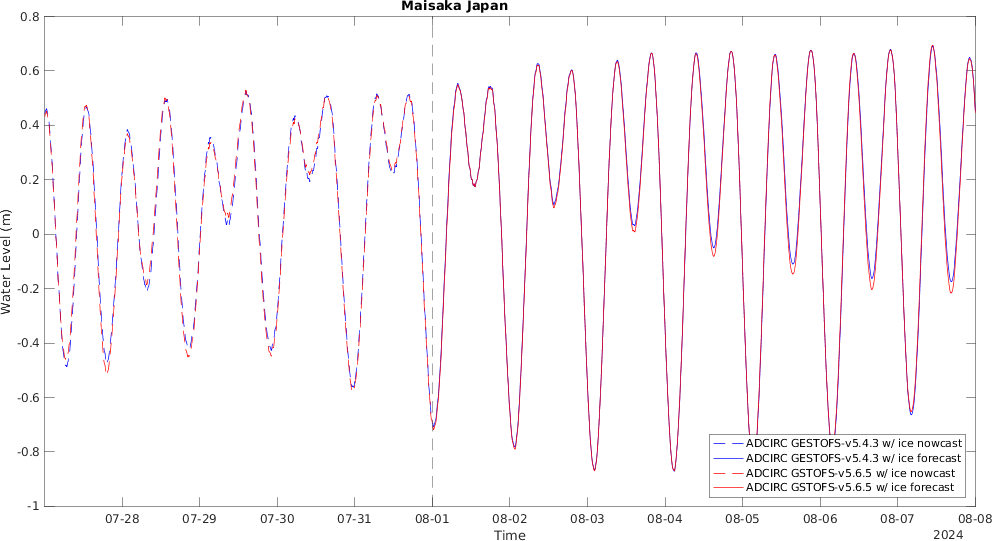 Maisaka Japan
0.8
0.6
0.4
0.2
0
-0.2
-0.4
-0.6
-0.8
-1
Water Level (m)
ADCIRC GESTOFS-v5.4.3 w/ ice nowcast
ADCIRC GESTOFS-v5.4.3 w/ ice forecast
ADCIRC GSTOFS-v5.6.5 w/ ice nowcast
ADCIRC GSTOFS-v5.6.5 w/ ice forecast
07-28 07-29 07-30 07-31 08-01 08-02 08-03 08-04 08-05 08-06 08-07 08-08
Time
2024